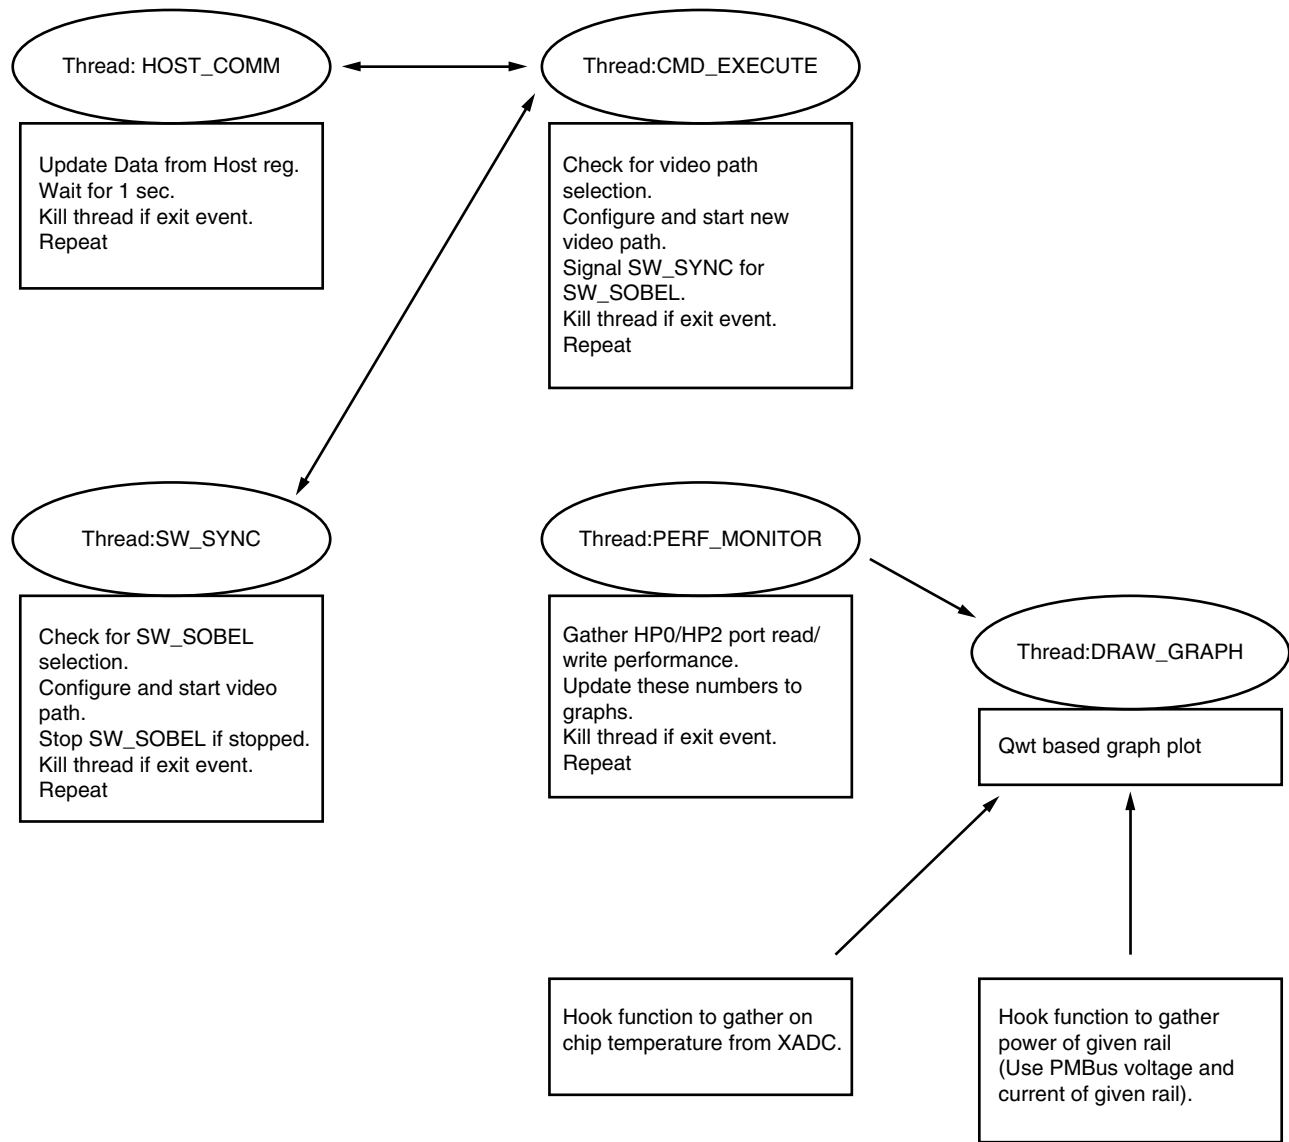 Thread: HOST_COMM
Update Data from Host reg.
Wait for 1 sec.
Kill thread if exit event.
Repeat
Thread:CMD_EXECUTE
Check for video path
selection.
Configure and start new
video path.
Signal SW_SYNC for
SW_SOBEL.
Kill thread if exit event.
Repeat
Thread:SW_SYNC
Check for SW_SOBEL
selection.
Configure and start video
path.
Stop SW_SOBEL if stopped.
Kill thread if exit event.
Repeat
Thread:PERF_MONITOR
Gather HP0/HP2 port read/
write performance.
Update these numbers to
graphs.
Kill thread if exit event.
Repeat
Thread:DRAW_GRAPH
Qwt based graph plot
Hook function to gather on
chip temperature from XADC.
Hook function to gather
power of given rail
(Use PMBus voltage and
current of given rail).